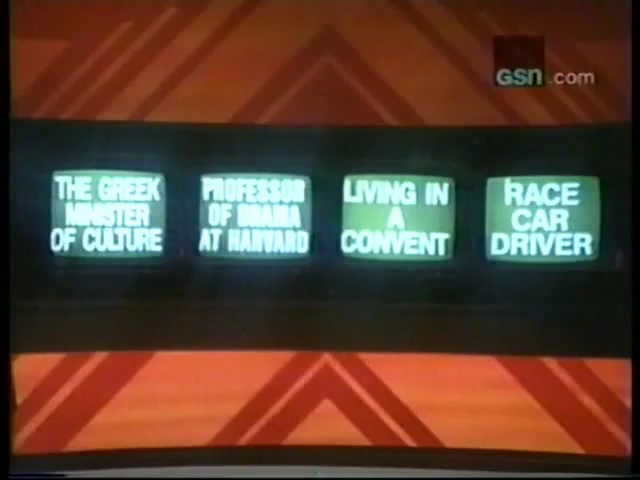 GSN.com
THE GREEK
MINISTER
OF CULTURE
PROFESSOR
OF DRAMA
AT HARVARD
LIVING IN
A
CONVENT
RACE
CAR
DRIVER